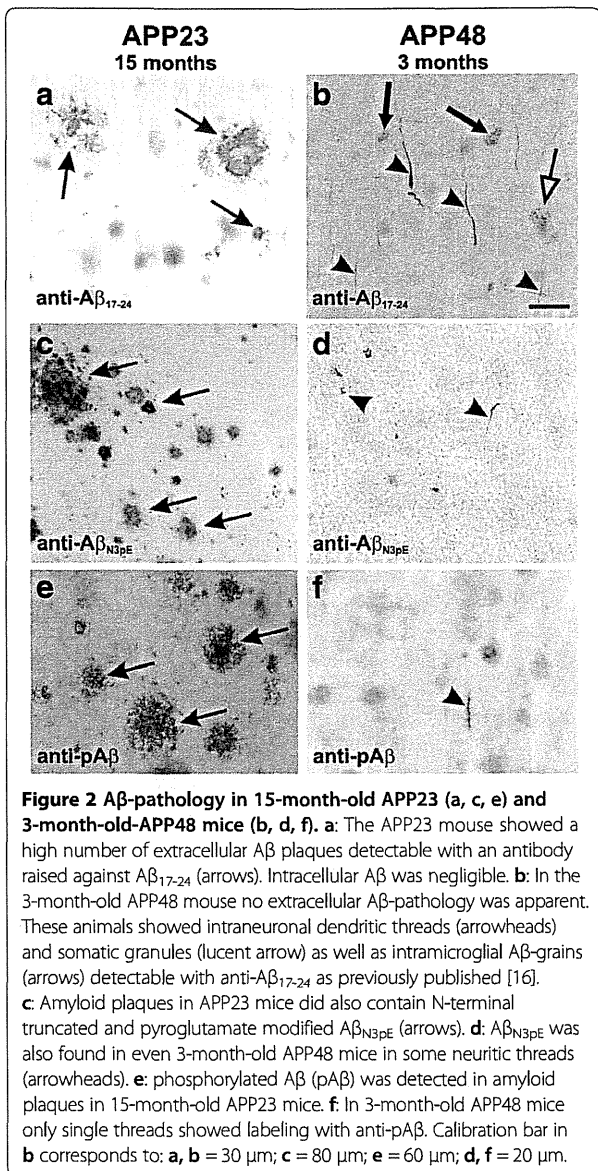 APP23 APP48
15 months 3 months
a b
anti-Aβ17-24 anti-Aβ17-24
c d
anti-AβN3pE anti-AβN3pE
e f
anti-pAβ anti-pAβ
Figure 2 Aβ-pathology in 15-month-old APP23 (a, c, e) and
3-month-old-APP48 mice (b, d, f). a: The APP23 mouse showed a
high number of extracellular Aβ plaques detectable with an antibody
raised against Aβ17-24 (arrows). Intracellular Aβ was negligible. b: In the
3-month-old APP48 mouse no extracellular Aβ-pathology was apparent.
These animals showed intraneuronal dendritic threads (arrowheads)
and somatic granules (lucent arrow) as well as intramicroglial Aβ-grains
(arrows) detectable with anti-Aβ17-24 as previously published [16].
c: Amyloid plaques in APP23 mice did also contain N-terminal
truncated and pyroglutamate modified AβN3pE (arrows). d: AβN3pE was
also found in even 3-month-old APP48 mice in some neuritic threads
(arrowheads). e: phosphorylated Aβ (pAβ) was detected in amyloid
plaques in 15-month-old APP23 mice. f: In 3-month-old APP48 mice
only single threads showed labeling with anti-pAβ. Calibration bar in
b corresponds to: a, b = 30 μm; c = 80 μm; e = 60 μm; d, f = 20 μm.